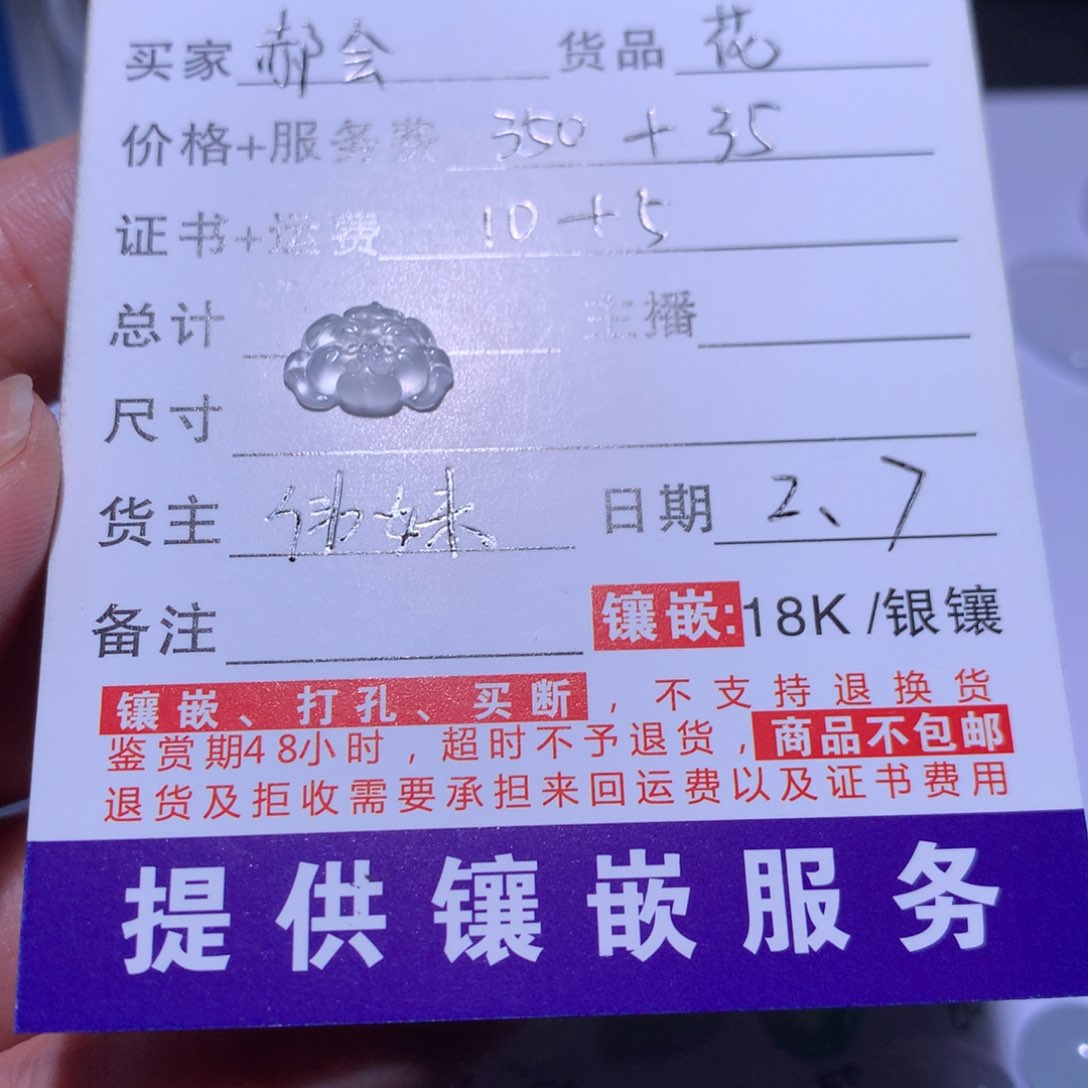 买家 郝会 货品 花
价格+服务费 350 + 35
证书+运费 10 + 5
总计 主播
尺寸
货主 伟妹 日期 2、7
备注 镶嵌:18K /银镶
镶嵌、打孔、买断，不支持退换货
鉴赏期48小时，超时不予退货，商品不包邮
退货及拒收需要承担来回运费以及证书费用
提供镶嵌服务